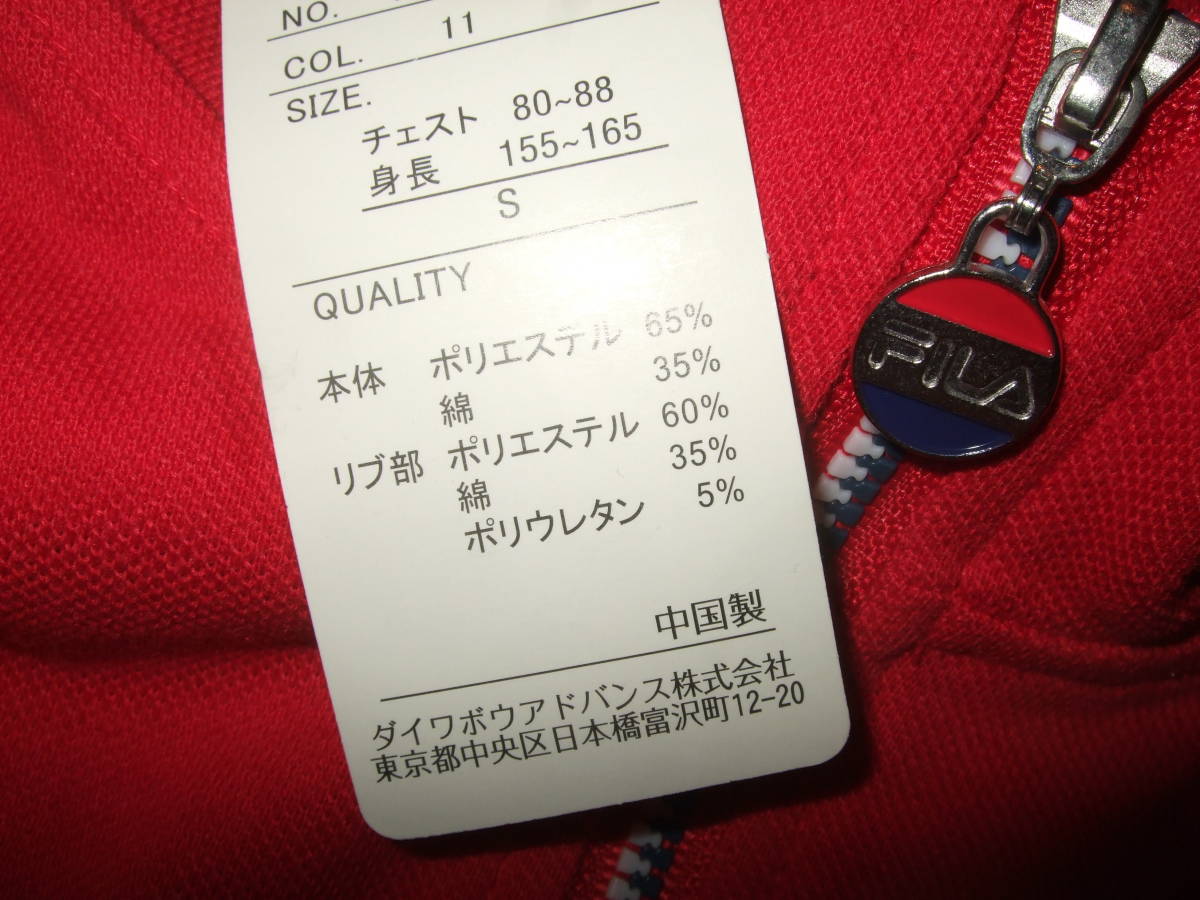 NO.
COL. 11
SIZE.
チェスト 80~88
身長 155~165
S
QUALITY
本体 ポリエステル 65%
綿 35%
リブ部 ポリエステル 60%
綿 35%
ポリウレタン 5%
中国製
ダイワボウアドバンス株式会社
東京都中央区日本橋富沢町12-20
FILA